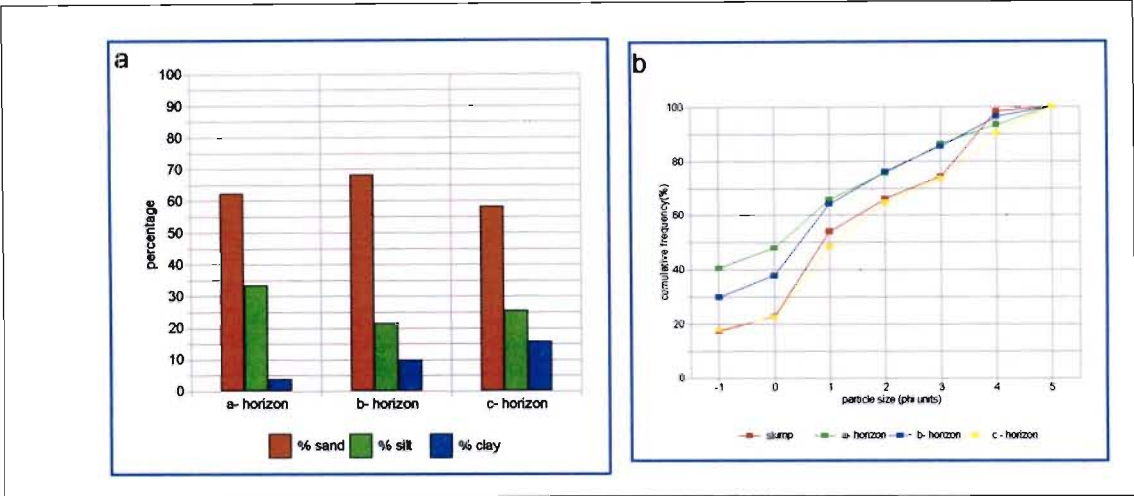 a
100
90
80
70
60
50
40
30
20
10
0
percentage
a- horizon b- horizon c- horizon
% sand % silt % clay
b
100
80
60
40
20
0
cumulative frequency(%)
-1 0 1 2 3 4 5
particle size (phi units)
slump a- horizon b- horizon c - horizon